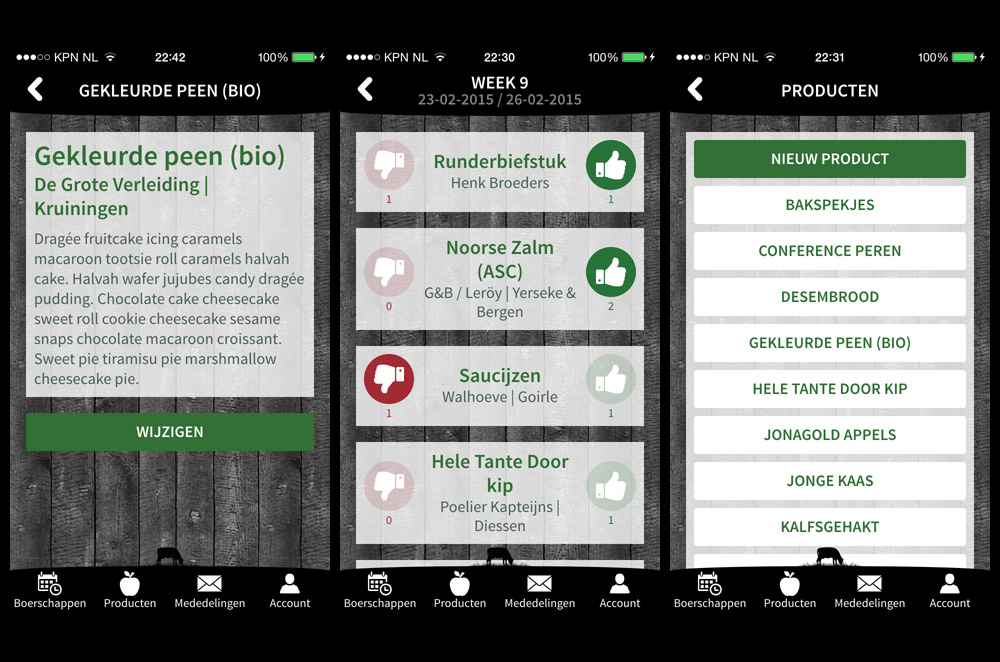 KPN NL 22:42 100%
GEKLEURDE PEEN (BIO)
Gekleurde peen (bio)
De Grote Verleiding |
Kruiningen
Dragée fruitcake icing caramels
macaroon tootsie roll caramels halvah
cake. Halvah wafer jujubes candy dragée
pudding. Chocolate cake cheesecake
sweet roll cookie cheesecake sesame
snaps chocolate macaroon croissant.
Sweet pie tiramisu pie marshmallow
cheesecake pie.
WIJZIGEN
Boerschappen Producten Mededelingen Account
KPN NL 22:30 100%
WEEK 9
23-02-2015 / 26-02-2015
Runderbiefstuk
Henk Broeders
1 1
Noorse Zalm
(ASC)
G&B / Leröy | Yerseke &
Bergen
0 2
Saucijzen
Walhoeve | Goirle
1 1
Hele Tante Door
kip
Poelier Kapteijns |
Diessen
0 1
Boerschappen Producten Mededelingen Account
KPN NL 22:31 100%
PRODUCTEN
NIEUW PRODUCT
BAKSPEKJES
CONFERENCE PEREN
DESEMBROOD
GEKLEURDE PEEN (BIO)
HELE TANTE DOOR KIP
JONAGOLD APPELS
JONGE KAAS
KALFSGEHAKT
Boerschappen Producten Mededelingen Account